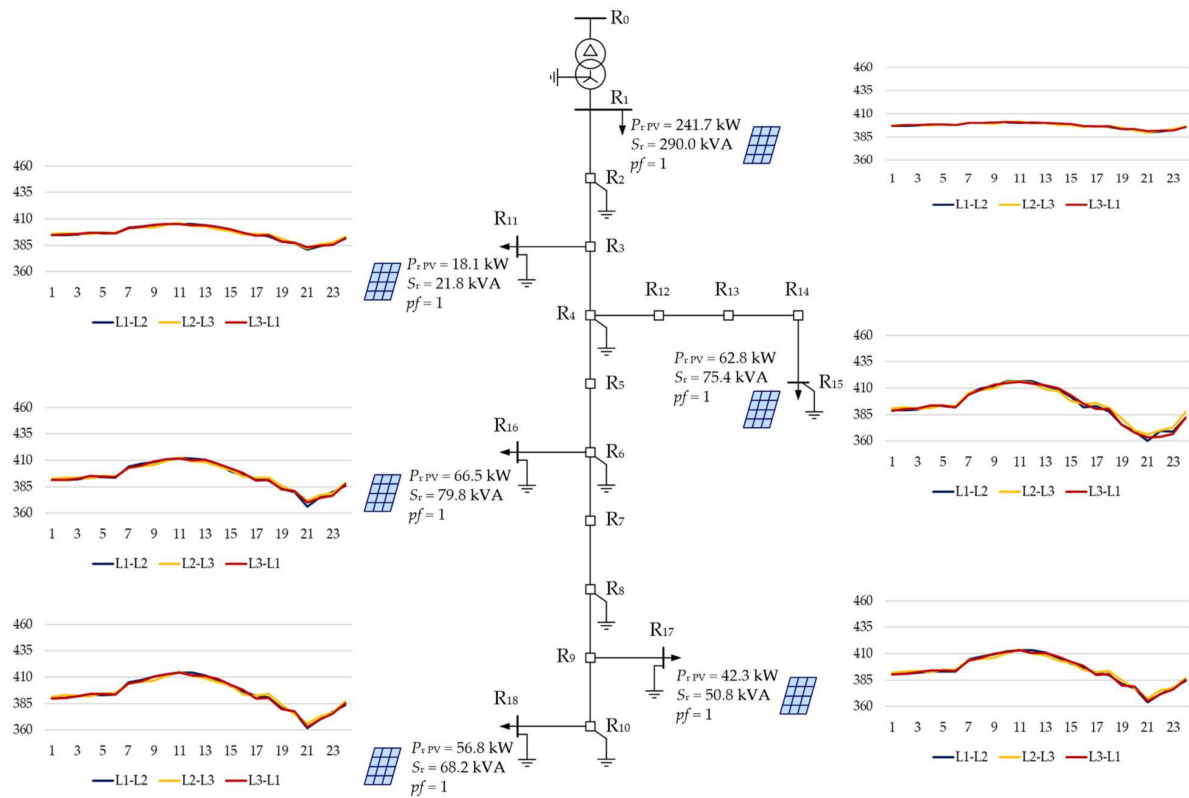 R0
R1
Pr PV = 241.7 kW
Sr = 290.0 kVA
pf = 1
460
435
410
385
360
1 3 5 7 9 11 13 15 17 19 21 23
L1-L2 L2-L3 L3-L1
R2
460
435
410
385
360
1 3 5 7 9 11 13 15 17 19 21 23
L1-L2 L2-L3 L3-L1
R11
Pr PV = 18.1 kW
Sr = 21.8 kVA
pf = 1
R3
R4
R12
R13
R14
Pr PV = 62.8 kW
Sr = 75.4 kVA
pf = 1
R15
460
435
410
385
360
1 3 5 7 9 11 13 15 17 19 21 23
L1-L2 L2-L3 L3-L1
R5
460
435
410
385
360
1 3 5 7 9 11 13 15 17 19 21 23
L1-L2 L2-L3 L3-L1
R16
Pr PV = 66.5 kW
Sr = 79.8 kVA
pf = 1
R6
R7
R8
R9
R17
Pr PV = 42.3 kW
Sr = 50.8 kVA
pf = 1
460
435
410
385
360
1 3 5 7 9 11 13 15 17 19 21 23
L1-L2 L2-L3 L3-L1
460
435
410
385
360
1 3 5 7 9 11 13 15 17 19 21 23
L1-L2 L2-L3 L3-L1
R18
Pr PV = 56.8 kW
Sr = 68.2 kVA
pf = 1
R10